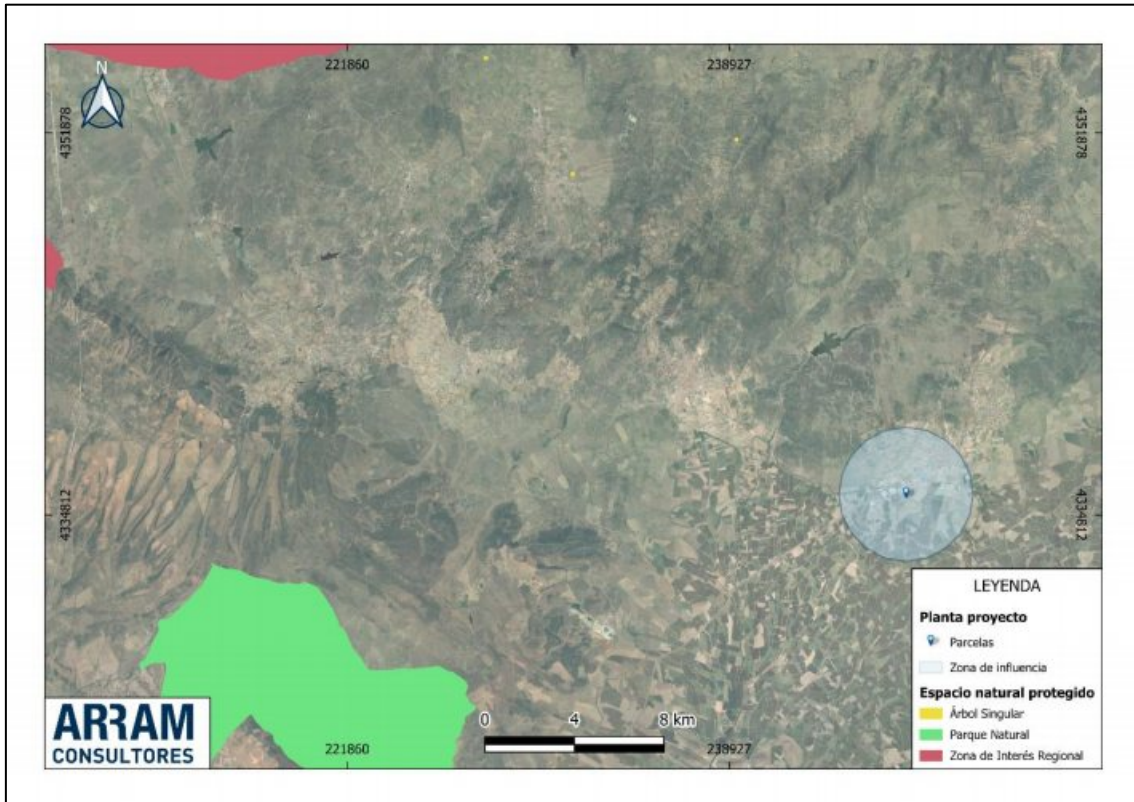 N
221860
238927
4351878
4351878
4334812
4334812
LEYENDA
Planta proyecto
Parcelas
Zona de influencia
Espacio natural protegido
Árbol Singular
Parque Natural
Zona de Interés Regional
ARRAM
CONSULTORES
0 4 8 km
221860
238927